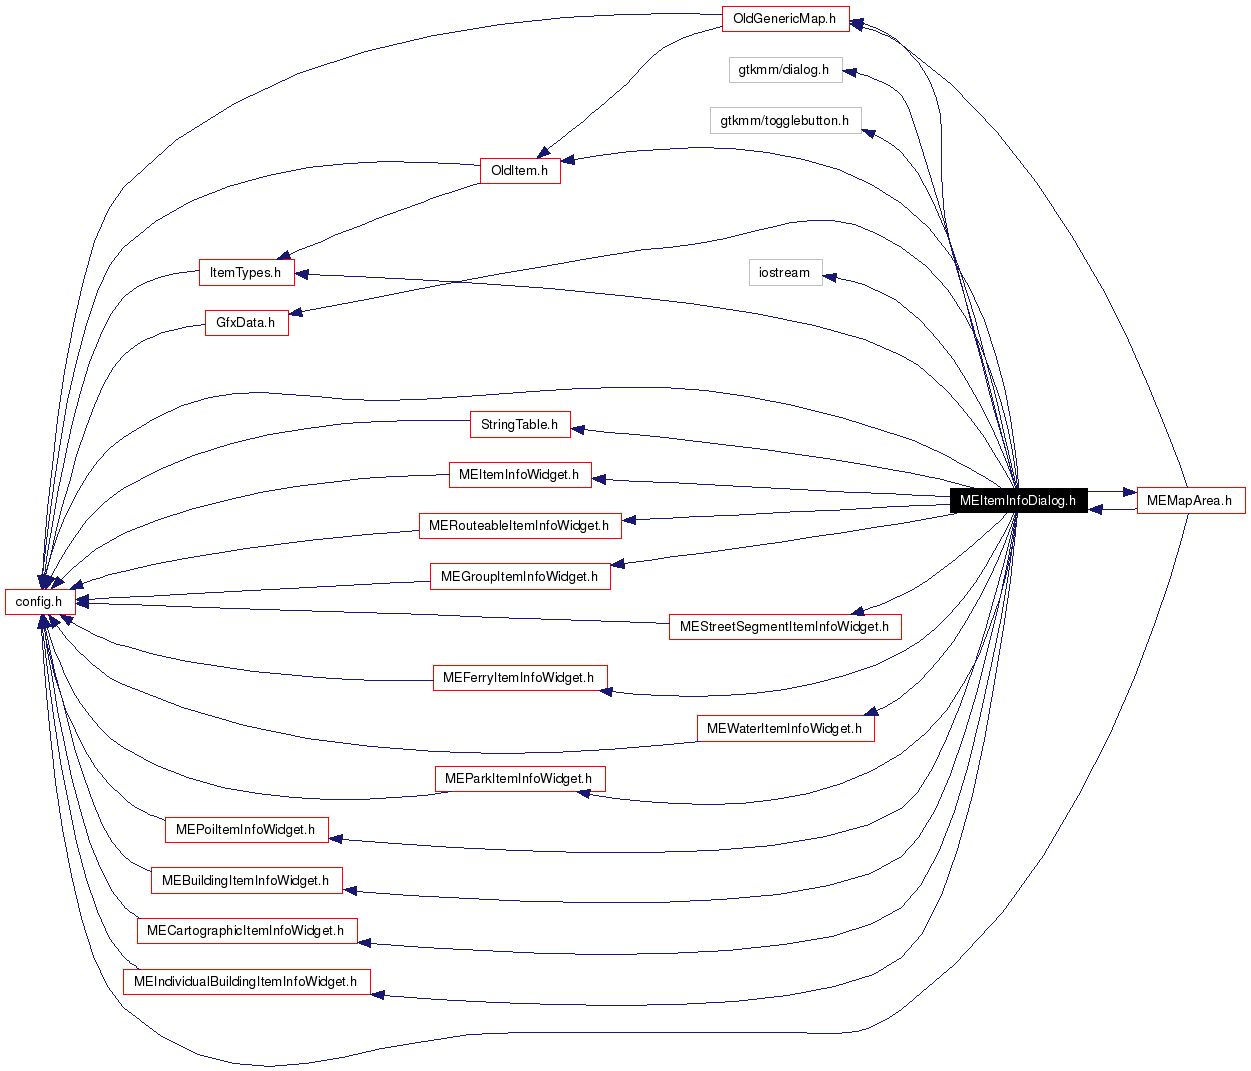 OldGenericMap.h
gtkmm/dialog.h
gtkmm/togglebutton.h
OldItem.h
ItemTypes.h
iostream
GfxData.h
StringTable.h
MEItemInfoWidget.h
MEItemInfoDialog.h
MEMapArea.h
MERouteableItemInfoWidget.h
MEGroupItemInfoWidget.h
config.h
MEStreetSegmentItemInfoWidget.h
MEFerryItemInfoWidget.h
MEWaterItemInfoWidget.h
MEParkItemInfoWidget.h
MEPoiItemInfoWidget.h
MEBuildingItemInfoWidget.h
MECartographicItemInfoWidget.h
MEIndividualBuildingItemInfoWidget.h